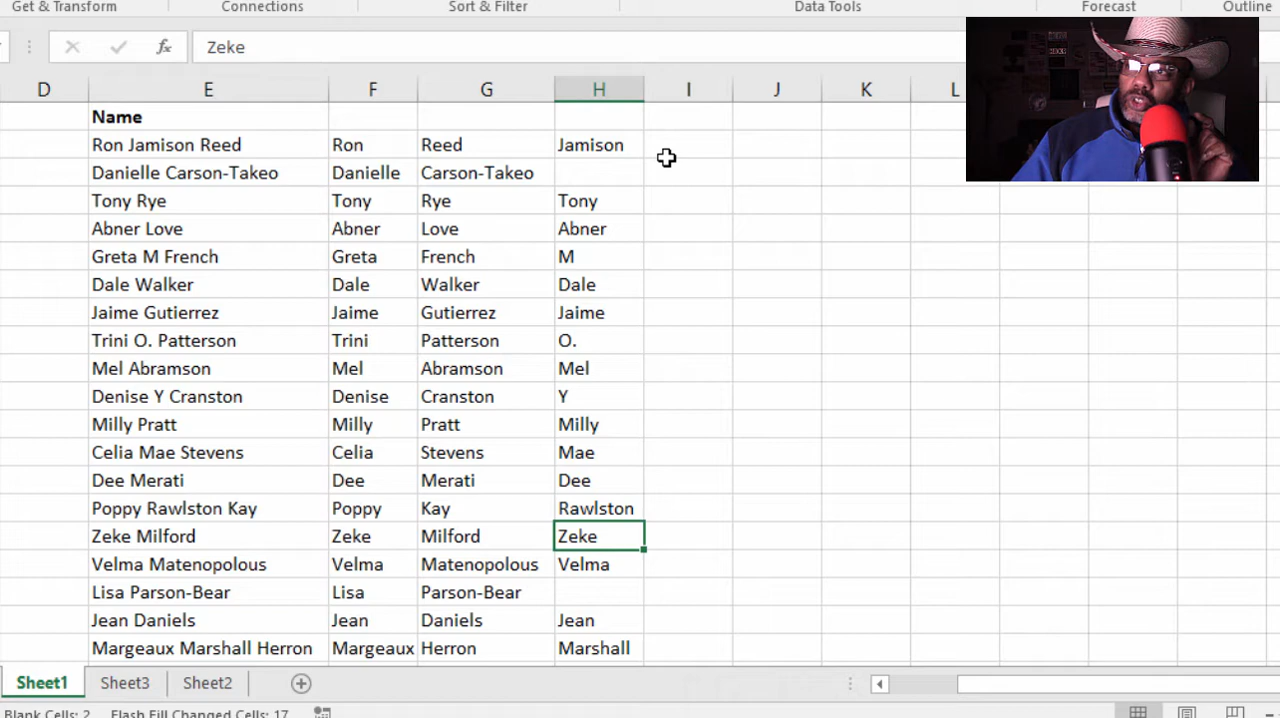 Get & Transform Connections Sort & Filter Data Tools Forecast Outline
fx Zeke
D E F G H I J K L
Name
Ron Jamison Reed Ron Reed Jamison
Danielle Carson-Takeo Danielle Carson-Takeo
Tony Rye Tony Rye Tony
Abner Love Abner Love Abner
Greta M French Greta French M
Dale Walker Dale Walker Dale
Jaime Gutierrez Jaime Gutierrez Jaime
Trini O. Patterson Trini Patterson O.
Mel Abramson Mel Abramson Mel
Denise Y Cranston Denise Cranston Y
Milly Pratt Milly Pratt Milly
Celia Mae Stevens Celia Stevens Mae
Dee Merati Dee Merati Dee
Poppy Rawlston Kay Poppy Kay Rawlston
Zeke Milford Zeke Milford Zeke
Velma Matenopolous Velma Matenopolous Velma
Lisa Parson-Bear Lisa Parson-Bear
Jean Daniels Jean Daniels Jean
Margeaux Marshall Herron Margeaux Herron Marshall
Sheet1 Sheet3 Sheet2
Blank Cells: 2 Flash Fill Changed Cells: 17